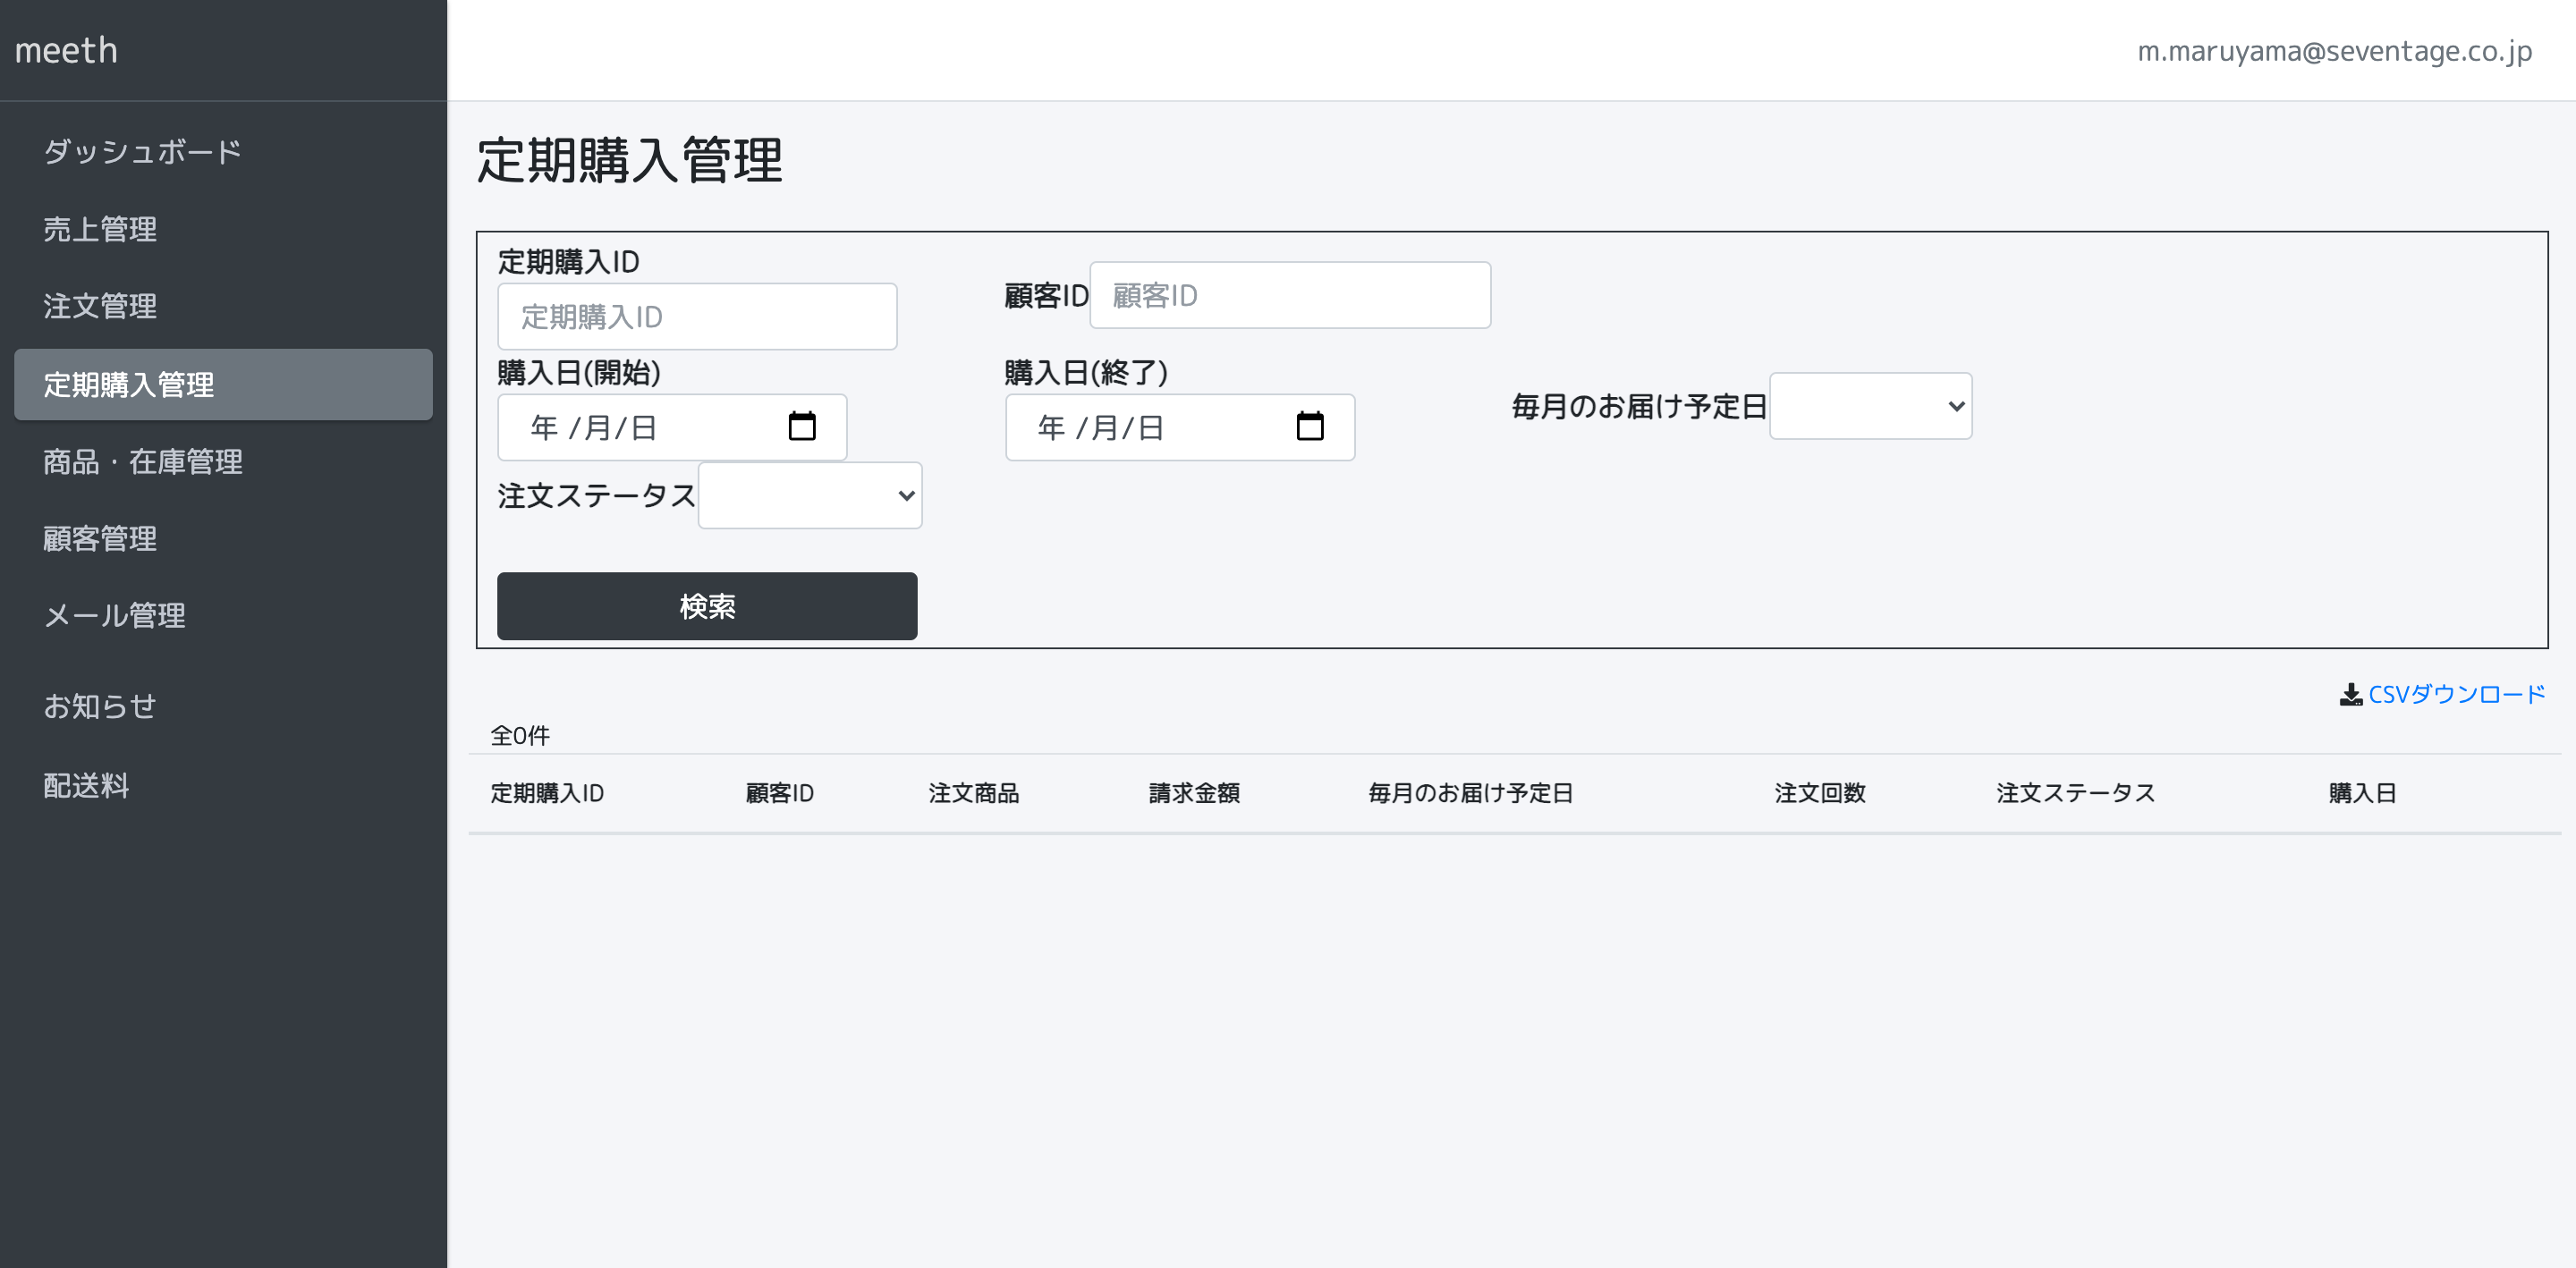 meeth
m.maruyama@seventage.co.jp
ダッシュボード
売上管理
注文管理
定期購入管理
商品・在庫管理
顧客管理
メール管理
お知らせ
配送料
定期購入管理
定期購入ID
定期購入ID
顧客ID 顧客ID
購入日(開始)
年 /月/日
購入日(終了)
年 /月/日
毎月のお届け予定日
注文ステータス
検索
CSVダウンロード
全0件
定期購入ID 顧客ID 注文商品 請求金額 毎月のお届け予定日 注文回数 注文ステータス 購入日